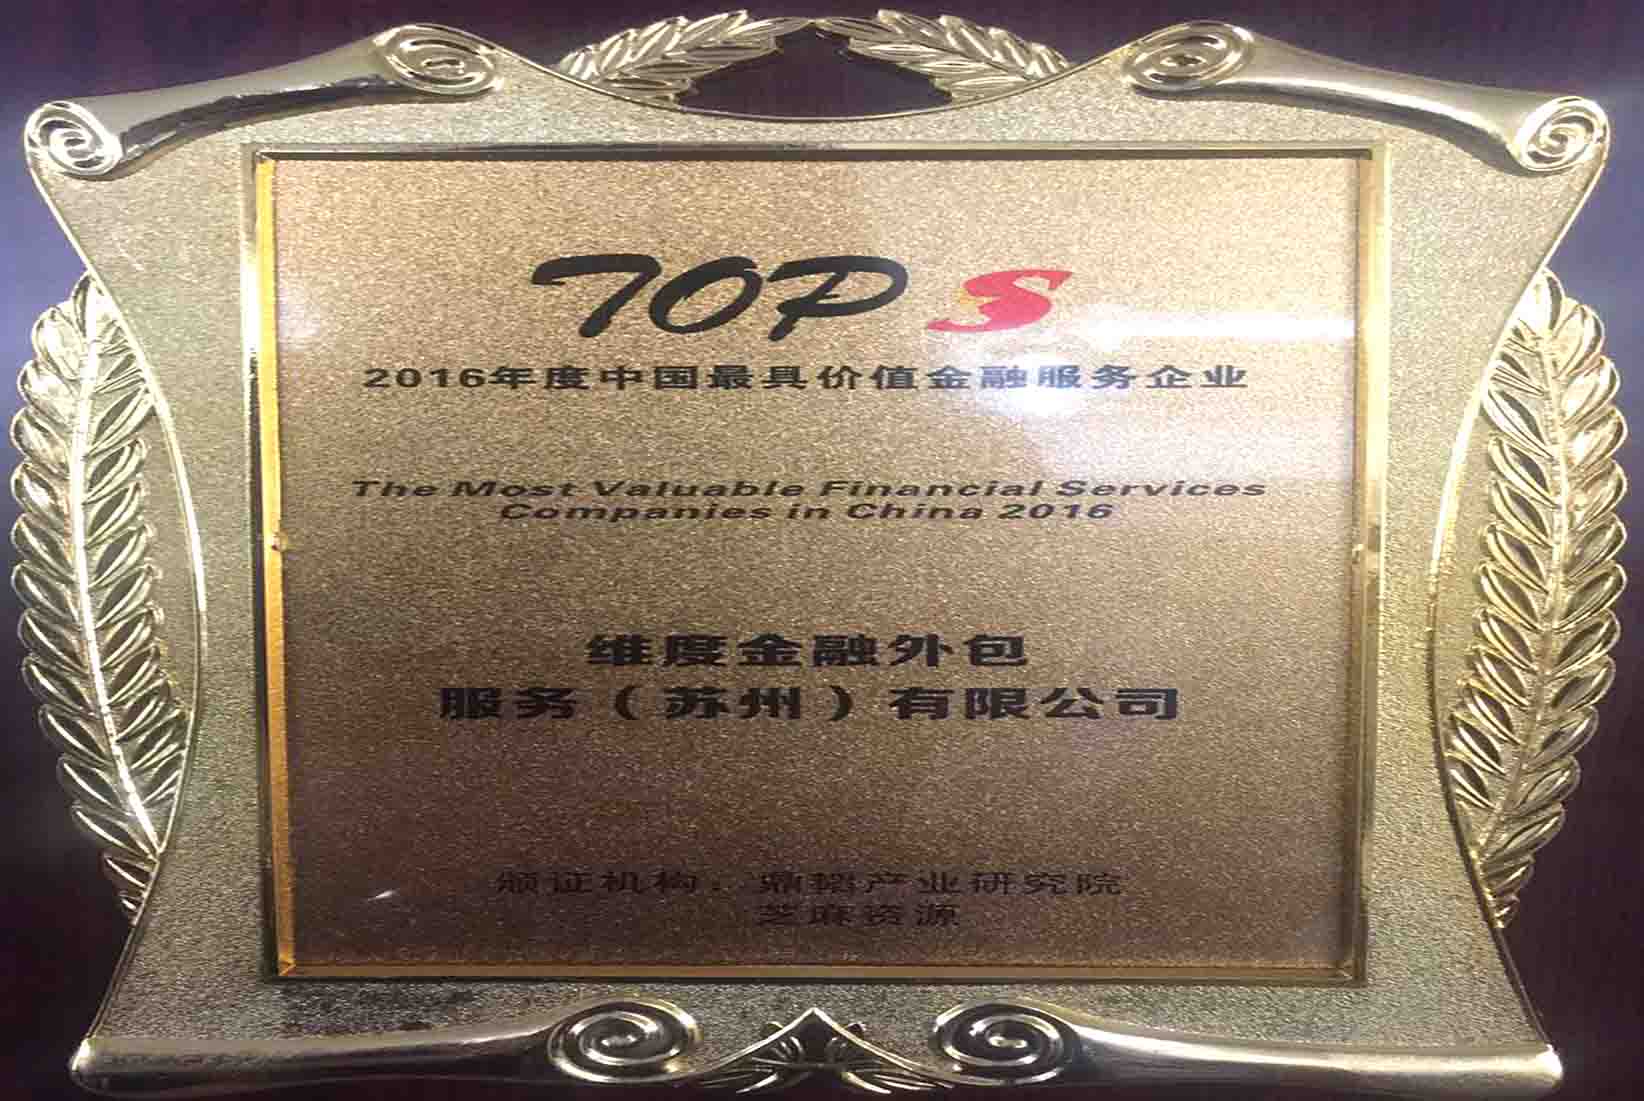 TOP S
2016年度中国最具价值金融服务企业
The Most Valuable Financial Services
Companies in China 2016
维度金融外包
服务（苏州）有限公司
颁证机构：鼎韬产业研究院
芝麻资源